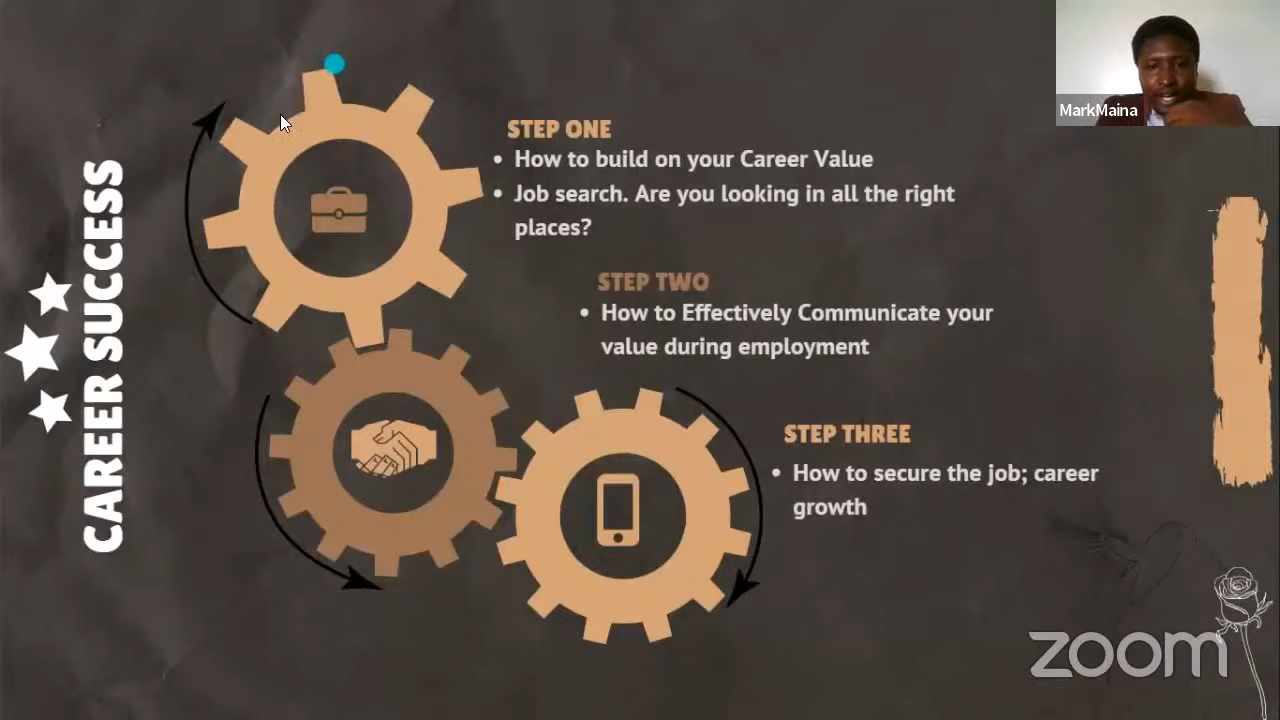 MarkMaina
CAREER SUCCESS
STEP ONE
• How to build on your Career Value
• Job search. Are you looking in all the right
places?
STEP TWO
• How to Effectively Communicate your
value during employment
STEP THREE
• How to secure the job; career
growth
zoom